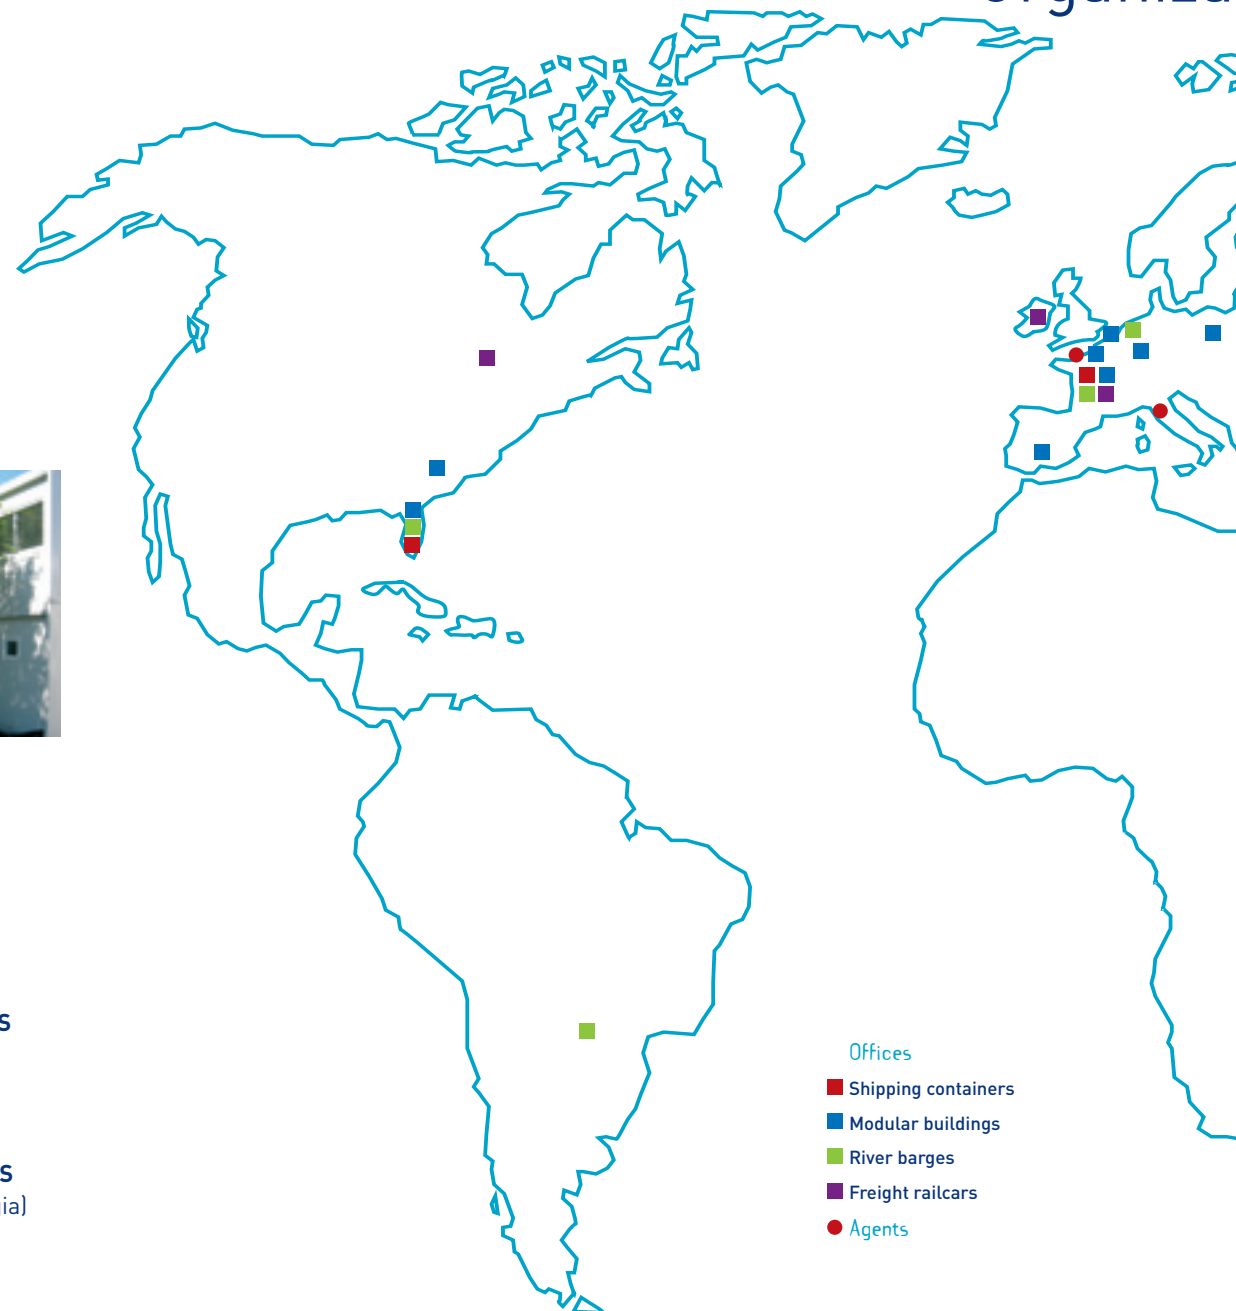 Offices
Shipping containers
Modular buildings
River barges
Freight railcars
Agents